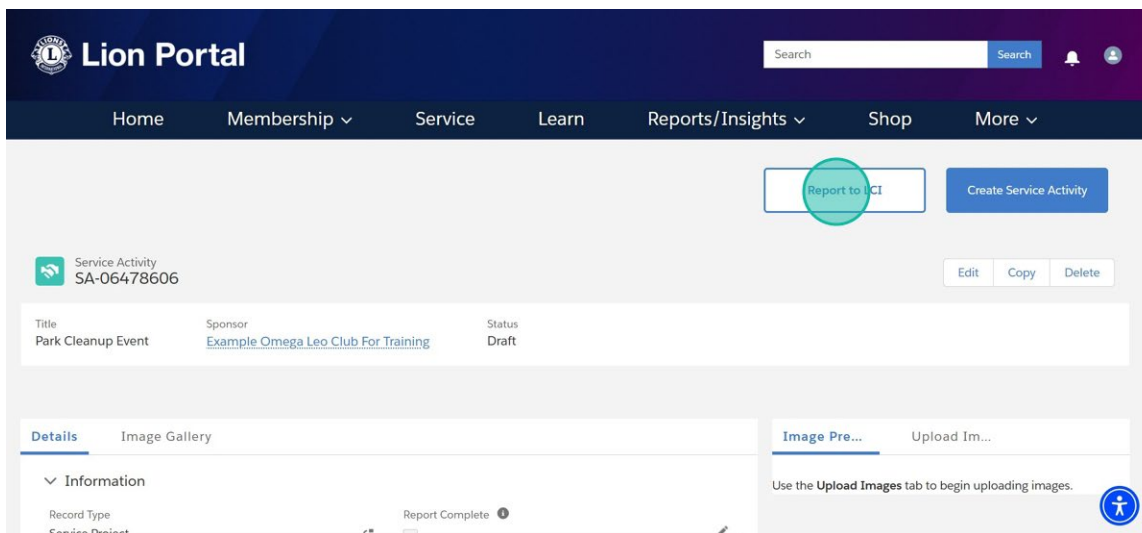 Lion Portal
Search Search
Home Membership Service Learn Reports/Insights Shop More
Report to LCI Create Service Activity
Service Activity
SA-06478606
Edit Copy Delete
Title Sponsor Status
Park Cleanup Event Example Omega Leo Club For Training Draft
Details Image Gallery
Image Pre... Upload Im...
Information
Use the Upload Images tab to begin uploading images.
Record Type Report Complete
Service Project